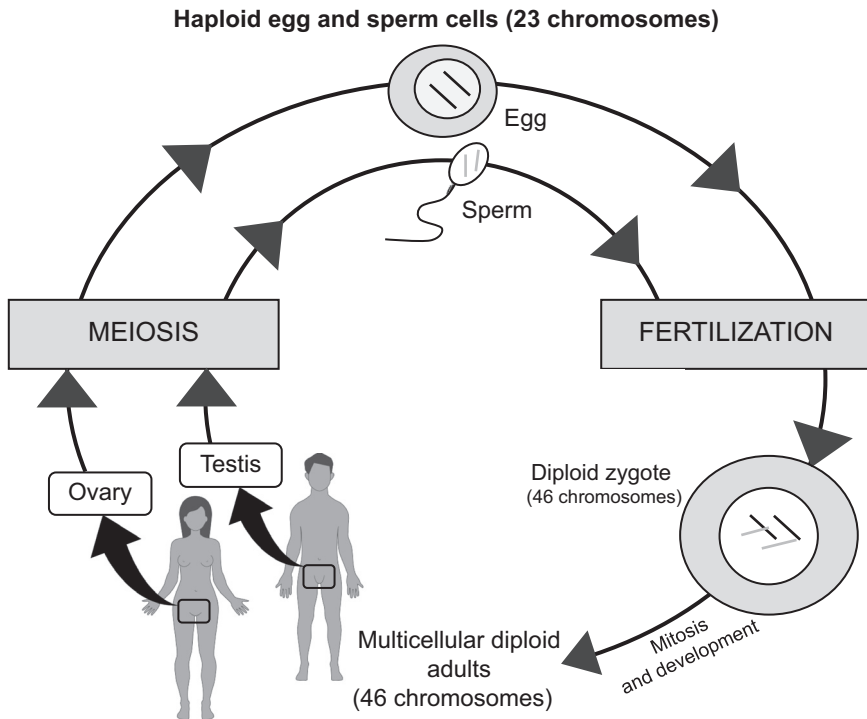 Haploid egg and sperm cells (23 chromosomes)
Egg
Sperm
MEIOSIS
FERTILIZATION
Testis
Ovary
Diploid zygote
(46 chromosomes)
Mitosis
and development
Multicellular diploid
adults
(46 chromosomes)